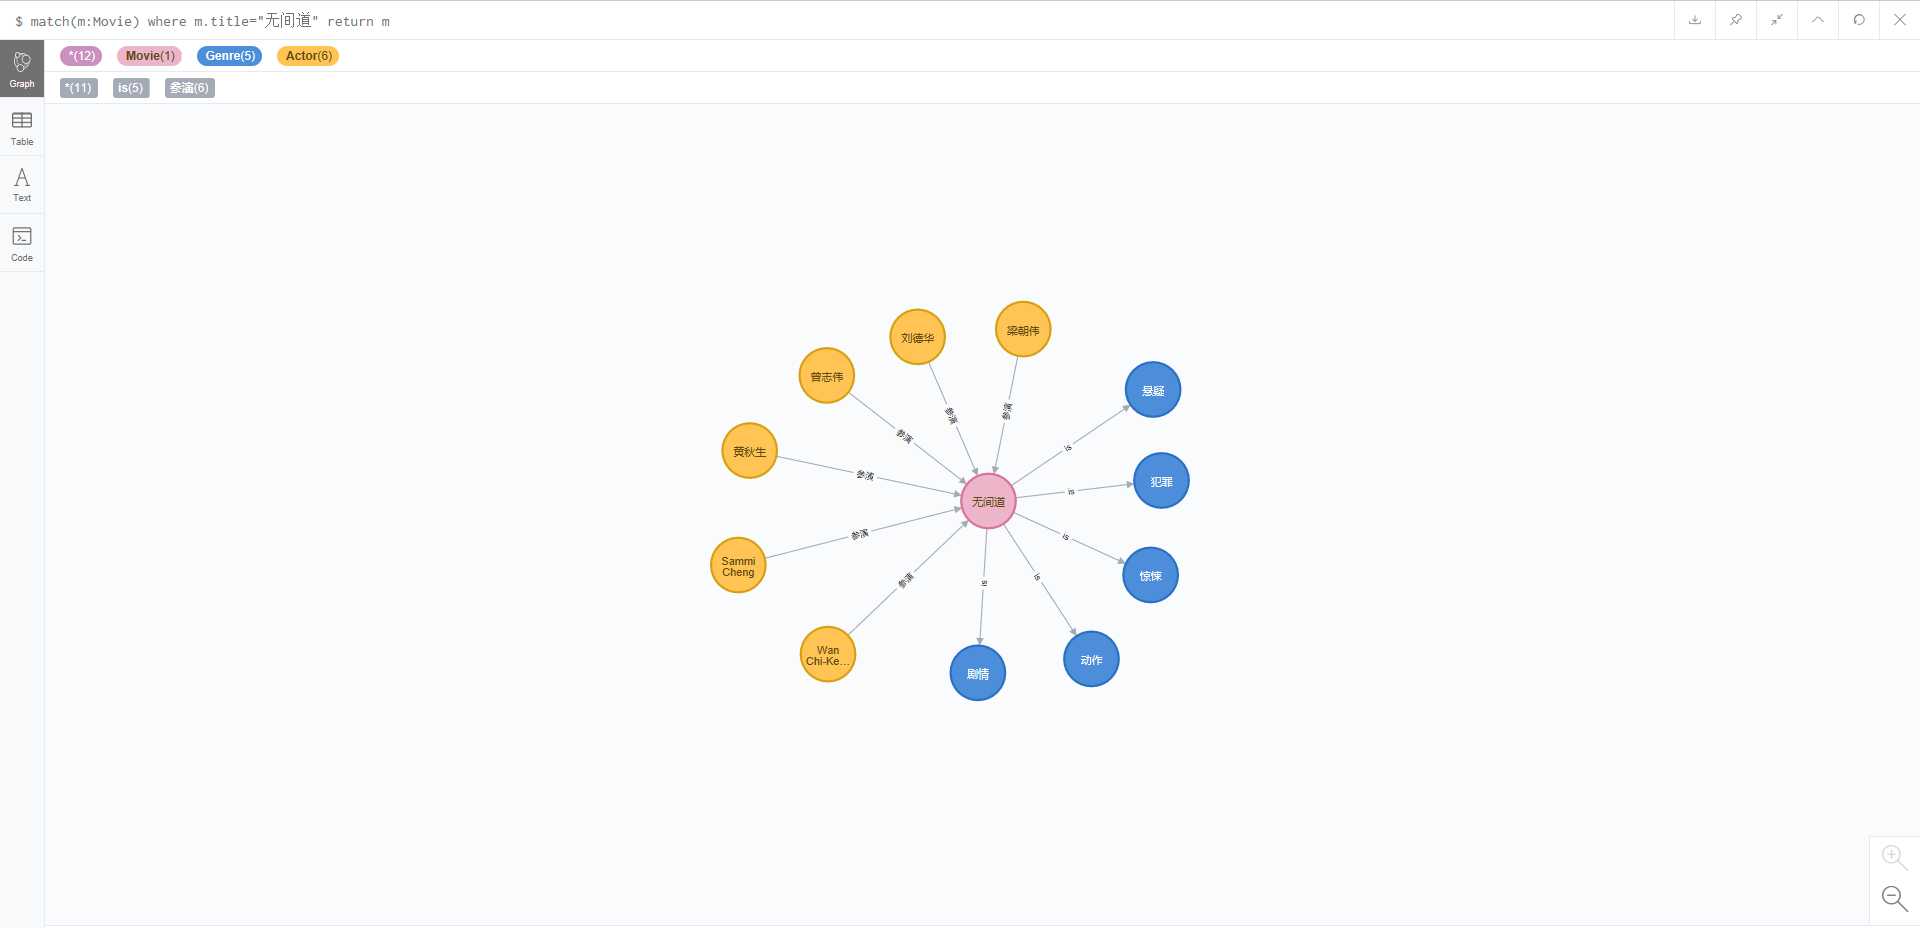 $ match(m:Movie) where m.title="无间道" return m
*(12) Movie(1) Genre(5) Actor(6)
*(11) is(5) 参演(6)
Graph
Table
Text
Code
梁朝伟
刘德华
曾志伟
悬疑
黄秋生
犯罪
无间道
Sammi
Cheng
惊悚
Wan
Chi-Ke...
动作
剧情
参演
参演
参演
参演
参演
参演
is
is
is
is
is